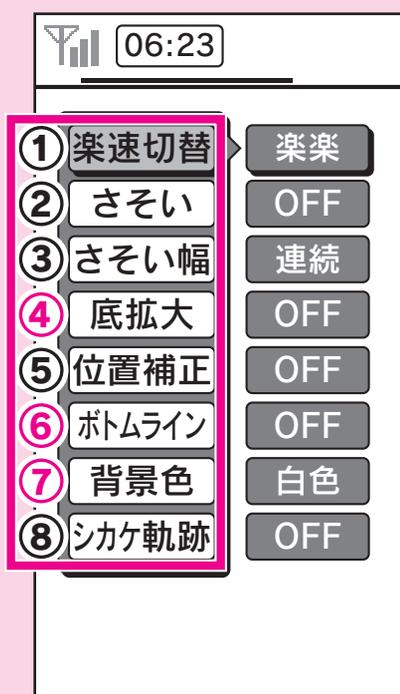 06:23
① 楽速切替 楽楽
② さそい OFF
③ さそい幅 連続
④ 底拡大 OFF
⑤ 位置補正 OFF
⑥ ボトムライン OFF
⑦ 背景色 白色
⑧ シカケ軌跡 OFF